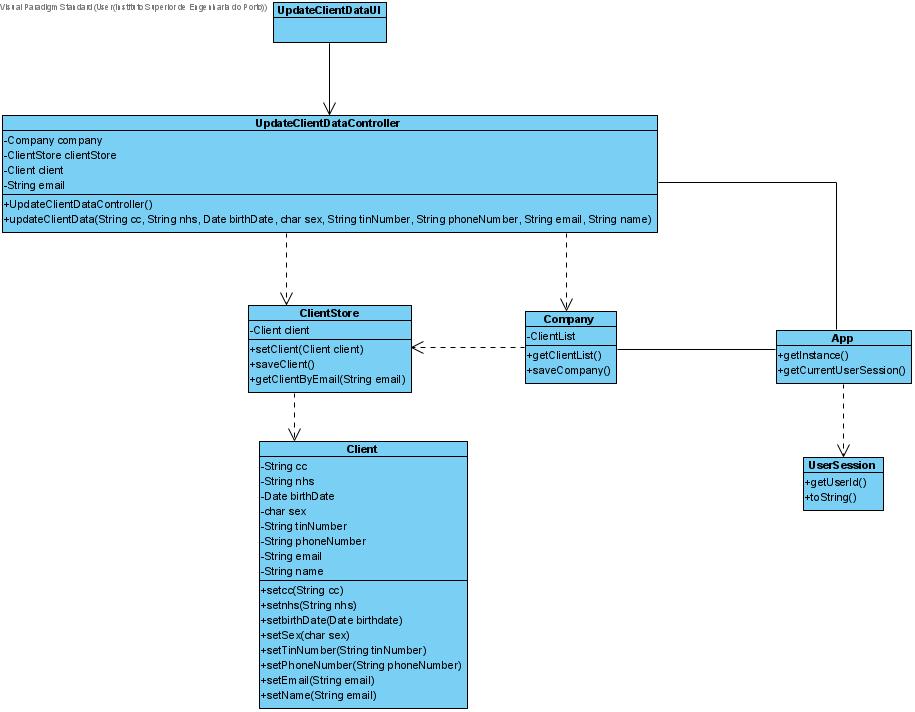 Visual Paradigm Standard (User(Instituto Superior de Engenharia do Porto))
UpdateClientDataUI
UpdateClientDataController
-Company company
-ClientStore clientStore
-Client client
-String email
+UpdateClientDataController()
+updateClientData(String cc, String nhs, Date birthDate, char sex, String tinNumber, String phoneNumber, String email, String name)
ClientStore
-Client client
+setClient(Client client)
+saveClient()
+getClientByEmail(String email)
Company
-ClientList
+getClientList()
+saveCompany()
App
+getInstance()
+getCurrentUserSession()
UserSession
+getUserId()
+toString()
Client
-String cc
-String nhs
-Date birthDate
-char sex
-String tinNumber
-String phoneNumber
-String email
-String name
+setcc(String cc)
+setnhs(String nhs)
+setbirthDate(Date birthdate)
+setSex(char sex)
+setTinNumber(String tinNumber)
+setPhoneNumber(String phoneNumber)
+setEmail(String email)
+setName(String email)